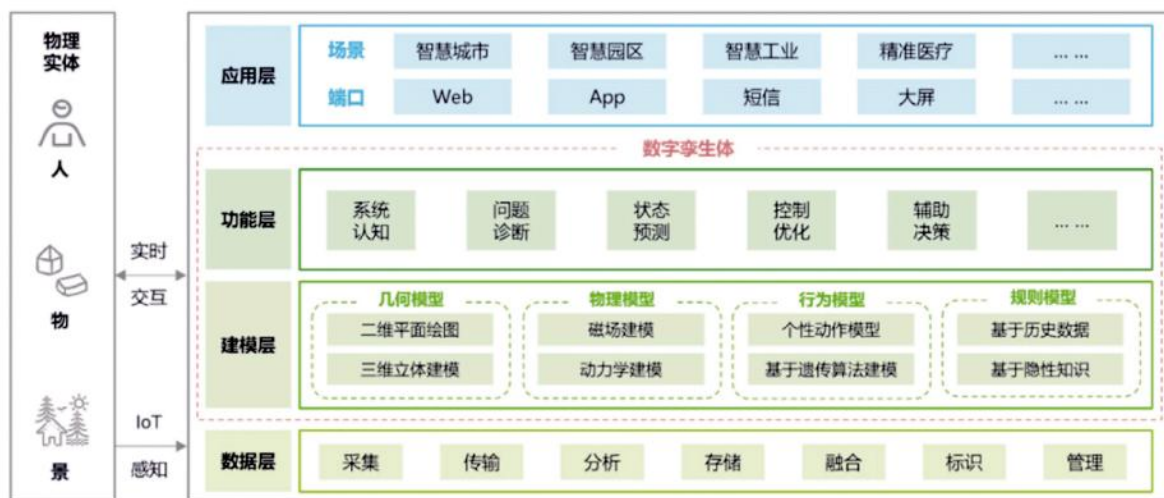 物理
实体
人
物
景
实时
交互
IoT
感知
应用层
场景 智慧城市 智慧园区 智慧工业 精准医疗 ... ...
端口 Web App 短信 大屏 ... ...
数字孪生体
功能层
系统 问题 状态 控制 辅助
认知 诊断 预测 优化 决策
... ...
建模层
几何模型 物理模型 行为模型 规则模型
二维平面绘图 磁场建模 个性动作模型 基于历史数据
三维立体建模 动力学建模 基于遗传算法建模 基于隐性知识
数据层
采集 传输 分析 存储 融合 标识 管理